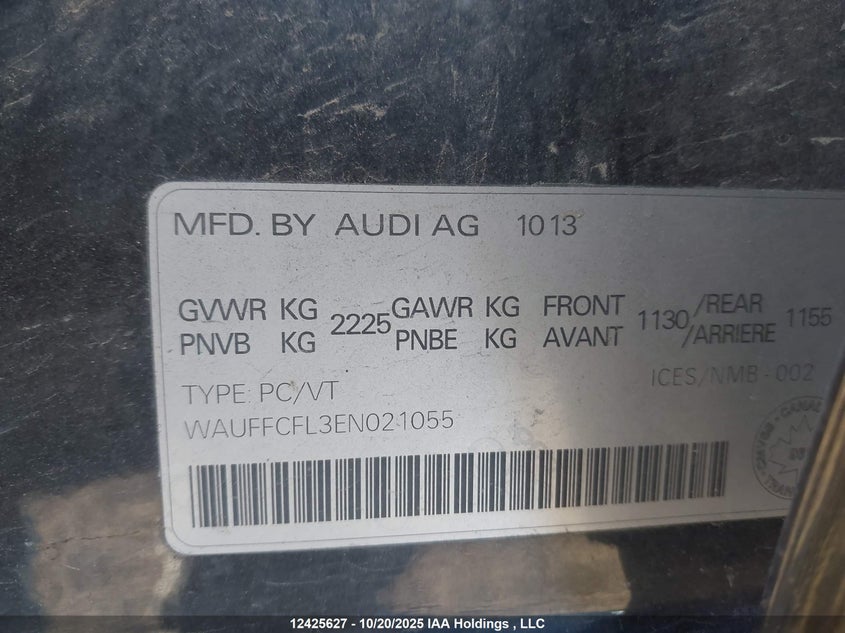 MFD. BY AUDI AG 10 13
GVWR KG 2225 GAWR KG FRONT 1130 /REAR 1155
PNVB KG PNBE KG AVANT /ARRIERE
TYPE: PC/VT ICES/NMB-002
WAUFFCFL3EN021055
12425627 - 10/20/2025 IAA Holdings , LLC